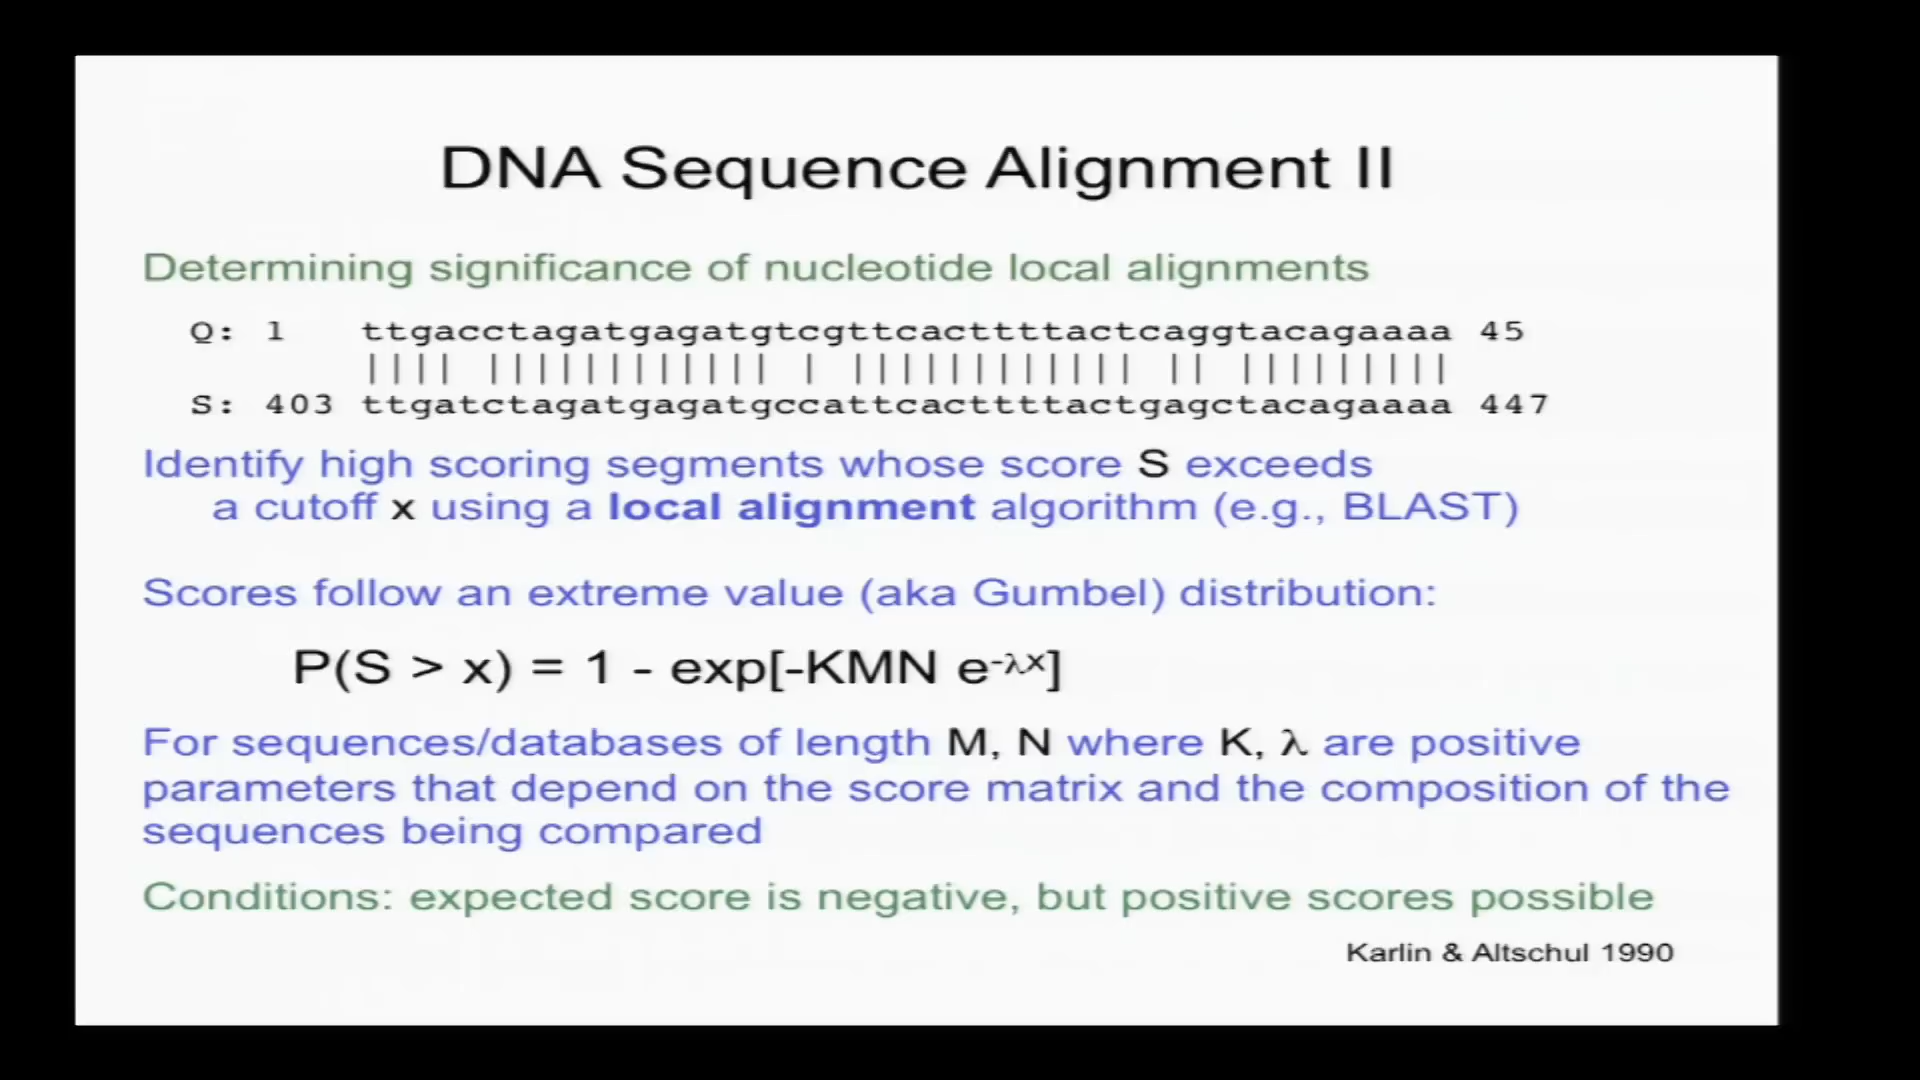 DNA Sequence Alignment II
Determining significance of nucleotide local alignments
Q: 1 ttgacctagatgagatgtcgttcacttttactcaggtacagaaaa 45
|||| |||||||||||| | |||||||||||| || |||||||||
S: 403 ttgatctagatgagatgccattcacttttactgagctacagaaaa 447
Identify high scoring segments whose score S exceeds
a cutoff x using a local alignment algorithm (e.g., BLAST)
Scores follow an extreme value (aka Gumbel) distribution:
P(S > x) = 1 - exp[-KMN e^-λx]
For sequences/databases of length M, N where K, λ are positive
parameters that depend on the score matrix and the composition of the
sequences being compared
Conditions: expected score is negative, but positive scores possible
Karlin & Altschul 1990